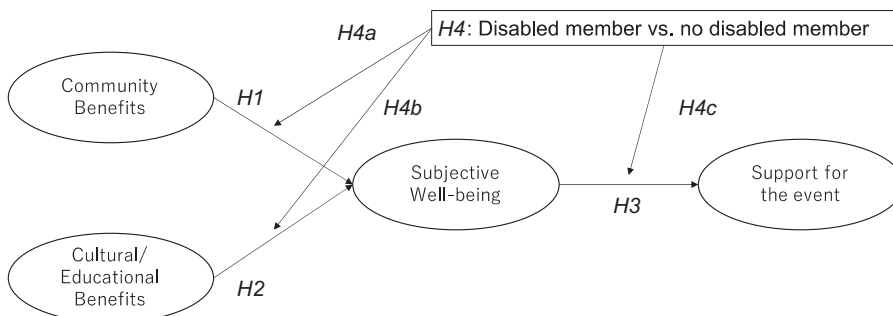 H4a
H4: Disabled member vs. no disabled member
Community
Benefits
H1
H4b
H4c
Subjective
Well-being
Support for
the event
H3
Cultural/
Educational
Benefits
H2